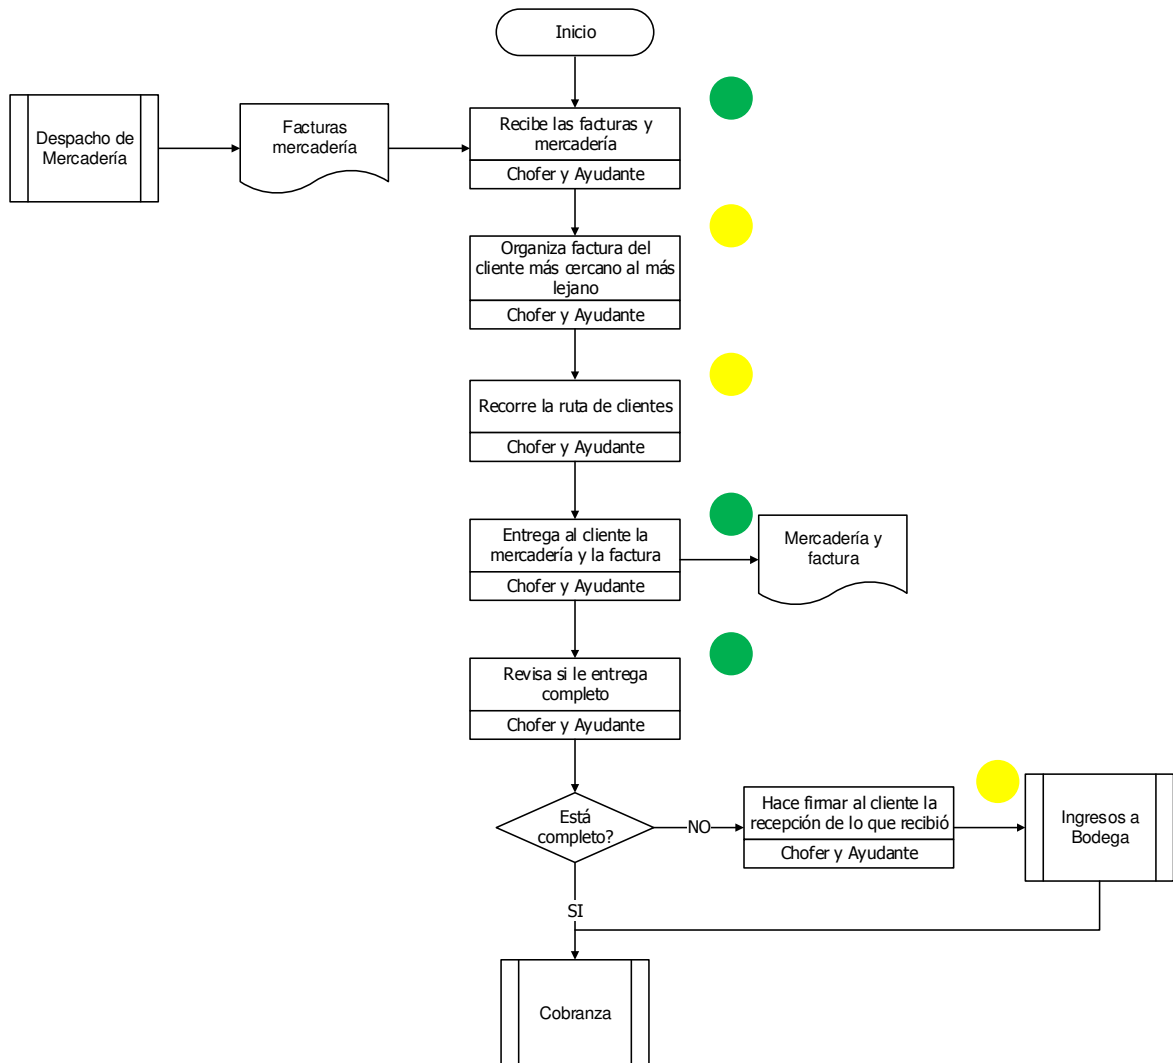 Inicio
Despacho de
Mercadería
Facturas
mercadería
Recibe las facturas y
mercadería
Chofer y Ayudante
Organiza factura del
cliente más cercano al más
lejano
Chofer y Ayudante
Recorre la ruta de clientes
Chofer y Ayudante
Entrega al cliente la
mercadería y la factura
Chofer y Ayudante
Mercadería y
factura
Revisa si le entrega
completo
Chofer y Ayudante
Está
completo?
NO
Hace firmar al cliente la
recepción de lo que recibió
Chofer y Ayudante
Ingresos a
Bodega
SI
Cobranza